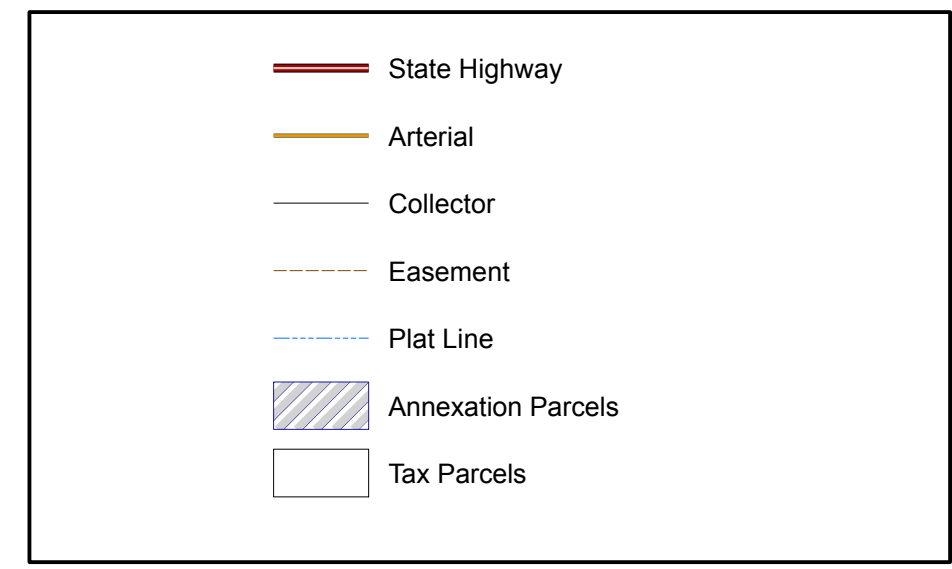 State Highway
Arterial
Collector
Easement
Plat Line
Annexation Parcels
Tax Parcels